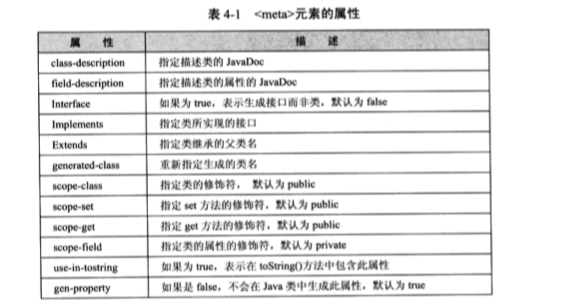 表 4-1 <meta>元素的属性
属 性 描 述
class-description 指定描述类的 JavaDoc
field-description 指定描述类的属性的 JavaDoc
Interface 如果为 true，表示生成接口而非类，默认为 false
Implements 指定类所实现的接口
Extends 指定类继承的父类名
generated-class 重新指定生成的类名
scope-class 指定类的修饰符， 默认为 public
scope-set 指定 set 方法的修饰符，默认为 public
scope-get 指定 get 方法的修饰符，默认为 public
scope-field 指定类的属性的修饰符，默认为 private
use-in-tostring 如果为 true，表示在 toString()方法中包含此属性
gen-property 如果是 false，不会在 Java 类中生成此属性，默认为 true